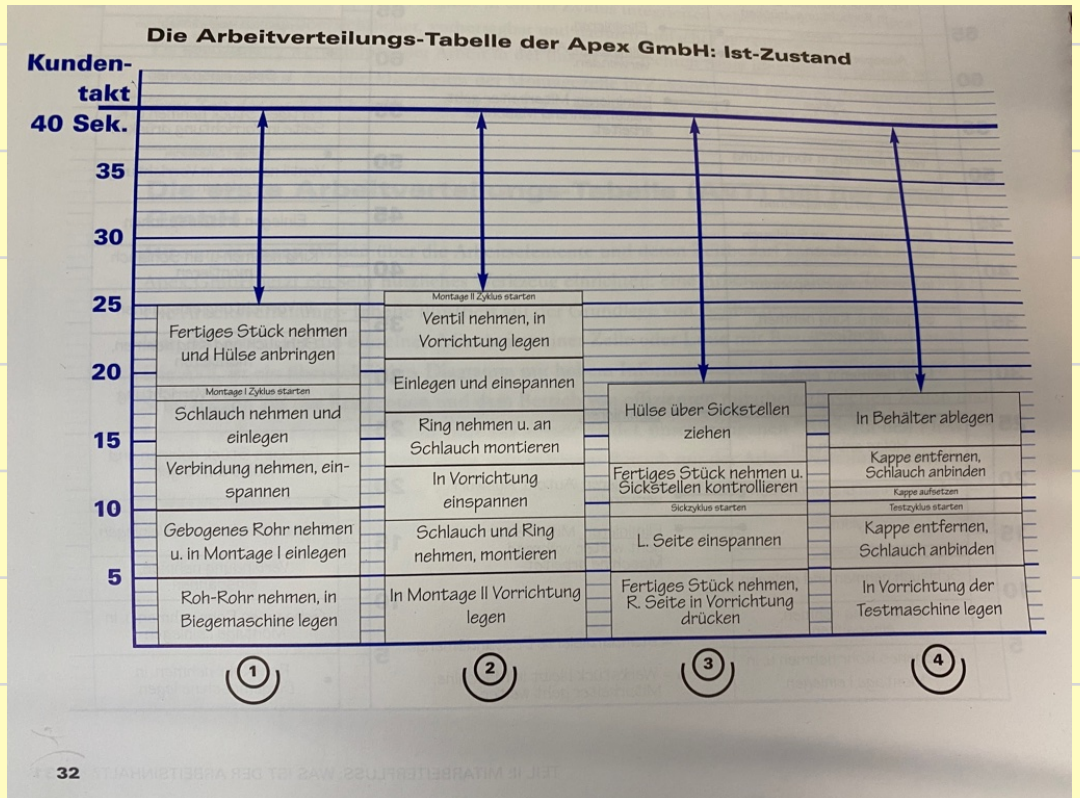 Die Arbeitverteilungs-Tabelle der Apex GmbH: Ist-Zustand
Kunden-
takt
40 Sek.
35
30
25
20
15
10
5
Fertiges Stück nehmen
und Hülse anbringen
Montage I Zyklus starten
Schlauch nehmen und
einlegen
Verbindung nehmen, ein-
spannen
Gebogenes Rohr nehmen
u. in Montage I einlegen
Roh-Rohr nehmen, in
Biegemaschine legen
1
Montage II Zyklus starten
Ventil nehmen, in
Vorrichtung legen
Einlegen und einspannen
Ring nehmen u. an
Schlauch montieren
In Vorrichtung
einspannen
Schlauch und Ring
nehmen, montieren
In Montage II Vorrichtung
legen
2
Hülse über Sickstellen
ziehen
Fertiges Stück nehmen u.
Sickstellen kontrollieren
Sickzyklus starten
L. Seite einspannen
Fertiges Stück nehmen,
R. Seite in Vorrichtung
drücken
3
In Behälter ablegen
Kappe entfernen,
Schlauch anbinden
Kappe aufsetzen
Testzyklus starten
Kappe entfernen,
Schlauch anbinden
In Vorrichtung der
Testmaschine legen
4
32